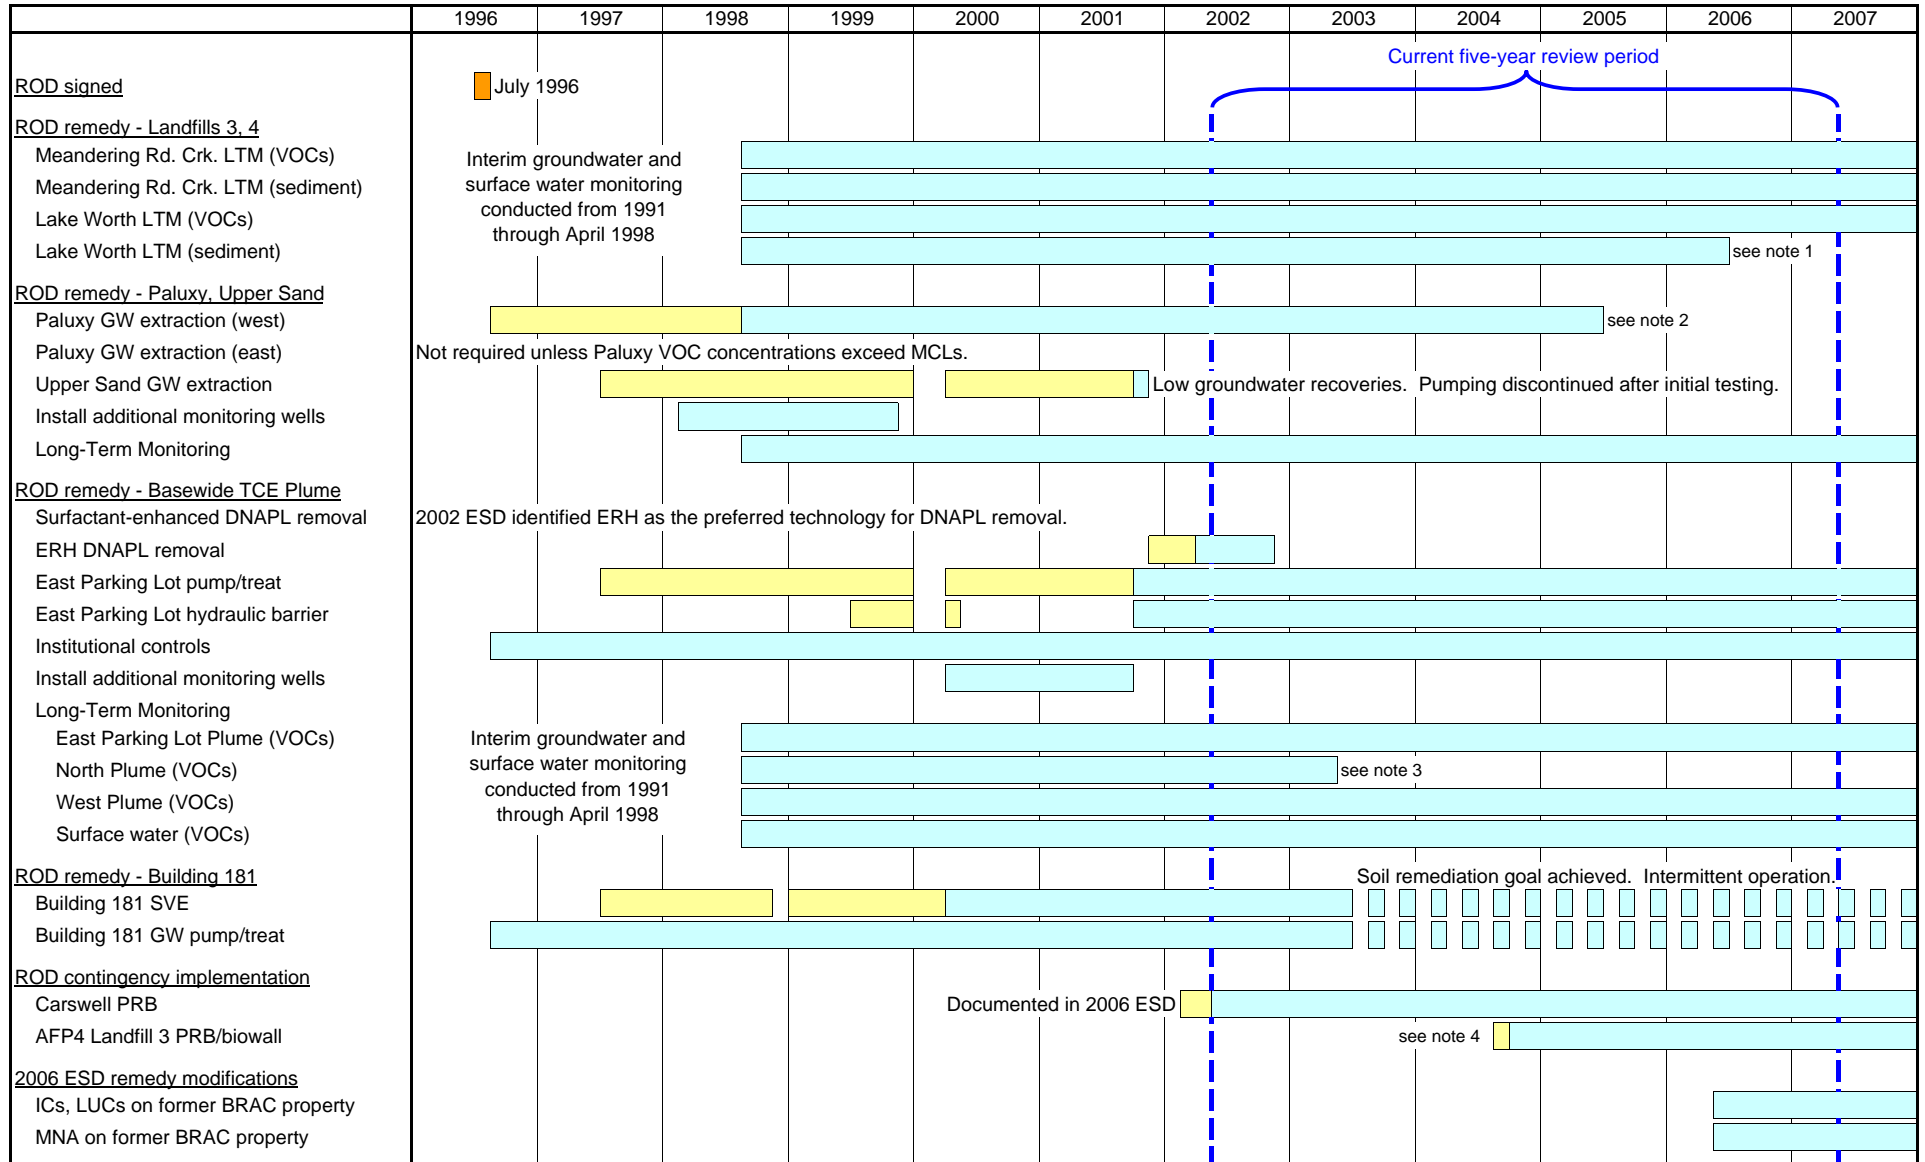 1996 1997 1998 1999 2000 2001 2002 2003 2004 2005 2006 2007
Current five-year review period
ROD signed
July 1996
ROD remedy - Landfills 3, 4
Meandering Rd. Crk. LTM (VOCs)
Meandering Rd. Crk. LTM (sediment)
Lake Worth LTM (VOCs)
Lake Worth LTM (sediment)
Interim groundwater and
surface water monitoring
conducted from 1991
through April 1998
see note 1
ROD remedy - Paluxy, Upper Sand
Paluxy GW extraction (west)
see note 2
Paluxy GW extraction (east)
Not required unless Paluxy VOC concentrations exceed MCLs.
Upper Sand GW extraction
Low groundwater recoveries. Pumping discontinued after initial testing.
Install additional monitoring wells
Long-Term Monitoring
ROD remedy - Basewide TCE Plume
Surfactant-enhanced DNAPL removal
2002 ESD identified ERH as the preferred technology for DNAPL removal.
ERH DNAPL removal
East Parking Lot pump/treat
East Parking Lot hydraulic barrier
Institutional controls
Install additional monitoring wells
Long-Term Monitoring
East Parking Lot Plume (VOCs)
North Plume (VOCs)
West Plume (VOCs)
Surface water (VOCs)
Interim groundwater and
surface water monitoring
conducted from 1991
through April 1998
see note 3
ROD remedy - Building 181
Soil remediation goal achieved. Intermittent operation.
Building 181 SVE
Building 181 GW pump/treat
ROD contingency implementation
Carswell PRB
Documented in 2006 ESD
AFP4 Landfill 3 PRB/biowall
see note 4
2006 ESD remedy modifications
ICs, LUCs on former BRAC property
MNA on former BRAC property